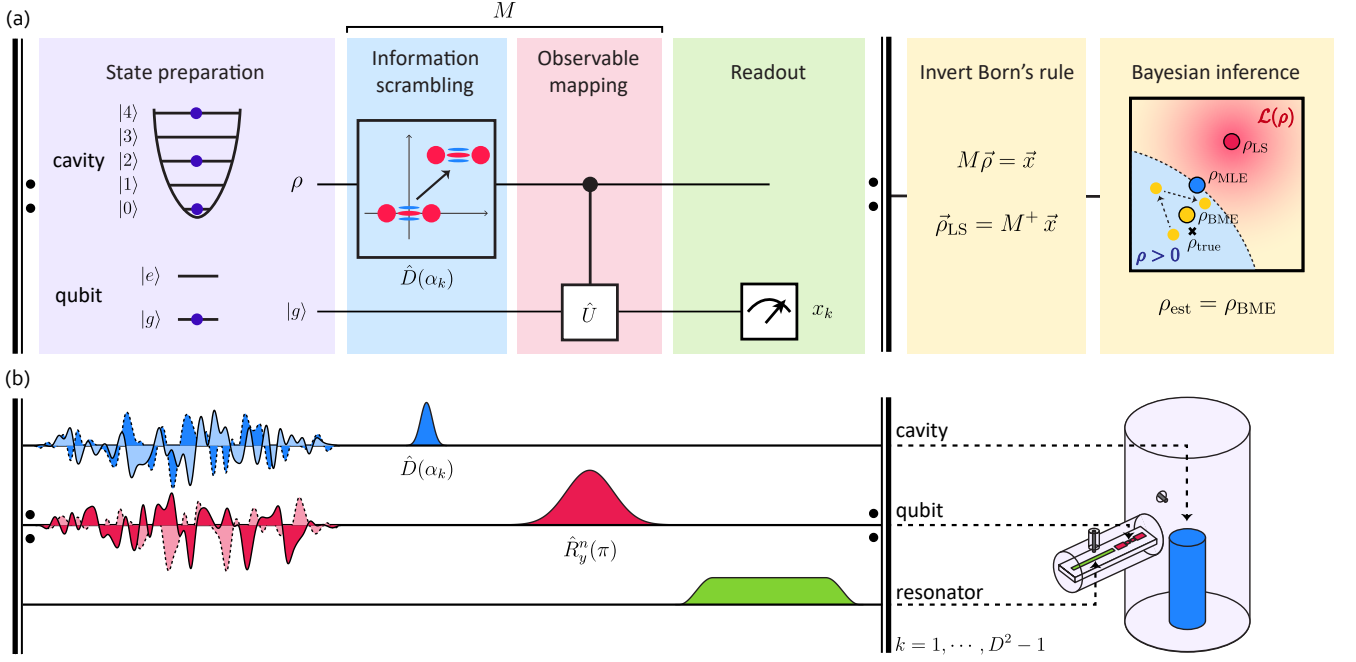 (a)
M
State preparation
Information
scrambling
Observable
mapping
Readout
Invert Born's rule
Bayesian inference
|4⟩
|3⟩
|2⟩
|1⟩
|0⟩
cavity
ρ
D̂(α_k)
|e⟩
|g⟩
qubit
|g⟩
Û
x_k
Mρ⃗ = x⃗
ρ⃗_LS = M⁺ x⃗
ℒ(ρ)
ρ_LS
ρ_MLE
ρ_BME
ρ_true
ρ > 0
ρ_est = ρ_BME
(b)
D̂(α_k)
R̂ⁿ_y(π)
cavity
qubit
resonator
k = 1, ⋯ , D² − 1